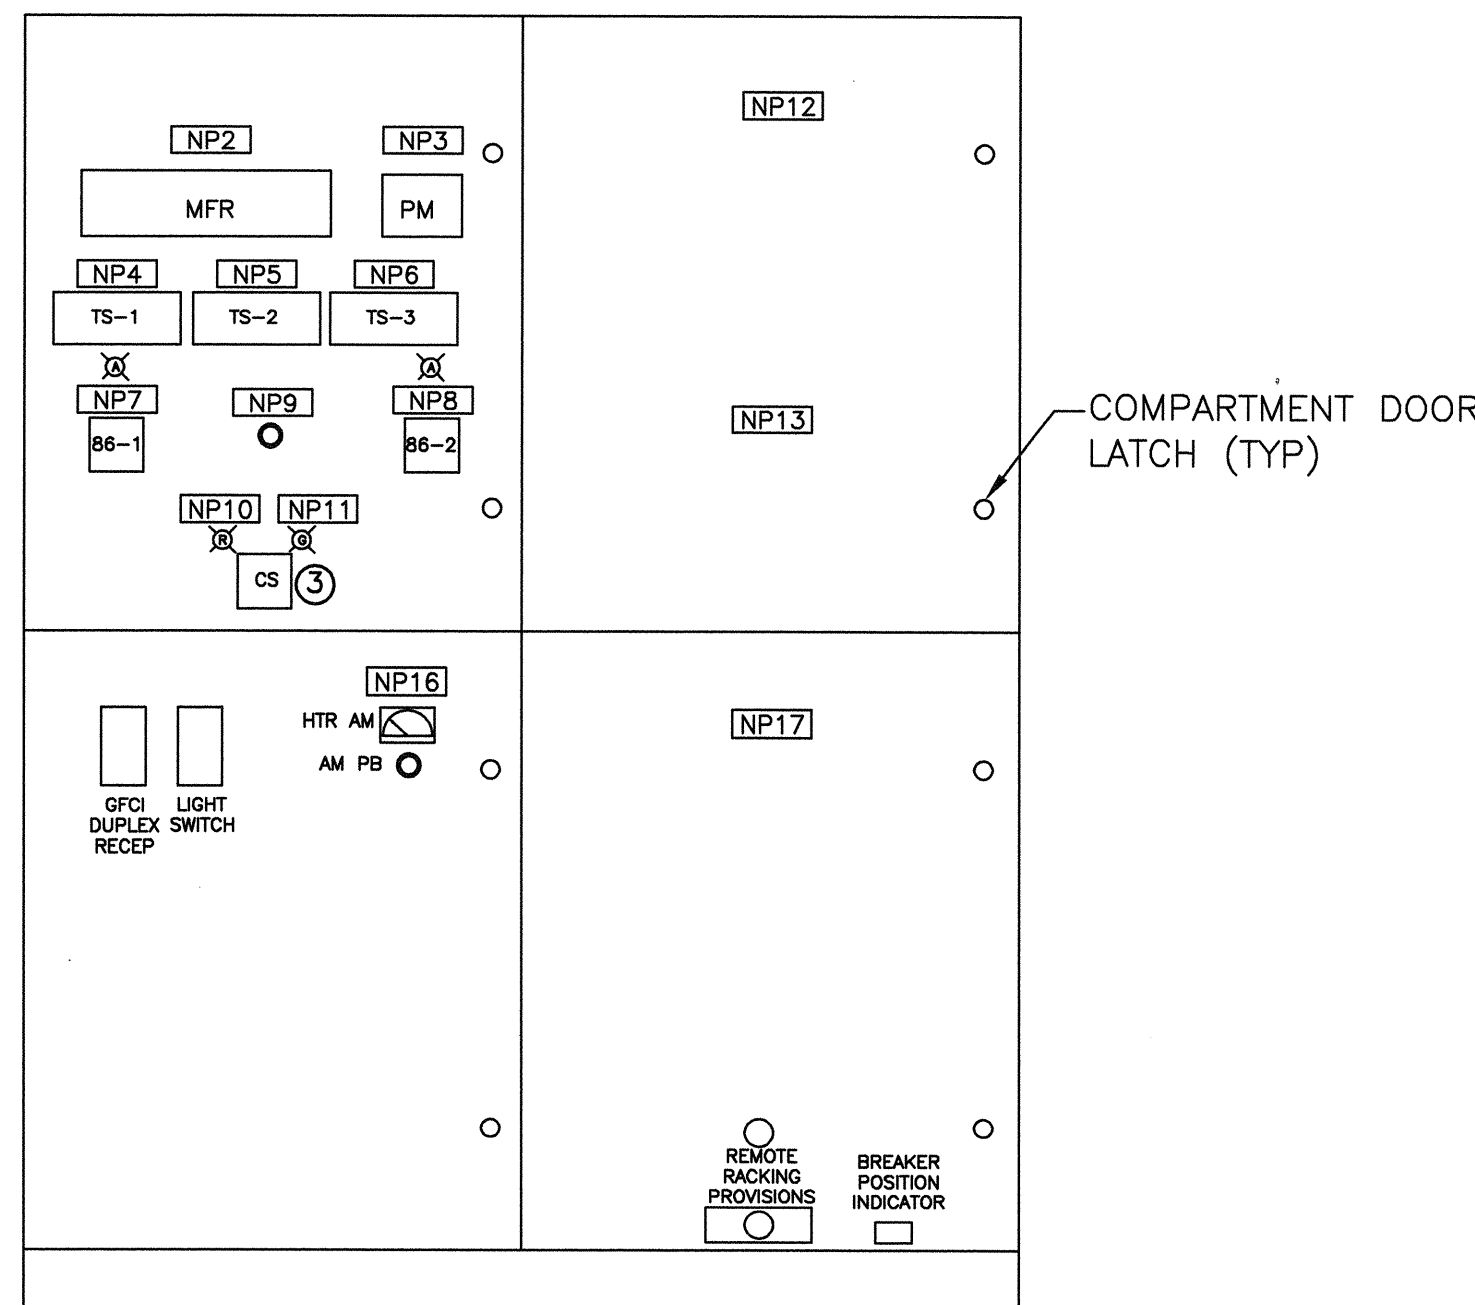 NP2
NP3
MFR
PM
NP4
NP5
NP6
TS-1
TS-2
TS-3
A
A
NP7
NP9
NP8
86-1
86-2
NP10
NP11
R
G
CS
3
NP12
NP13
COMPARTMENT DOOR
LATCH (TYP)
NP16
HTR AM
AM PB
GFCI
DUPLEX
RECEP
LIGHT
SWITCH
NP17
REMOTE
RACKING
PROVISIONS
BREAKER
POSITION
INDICATOR